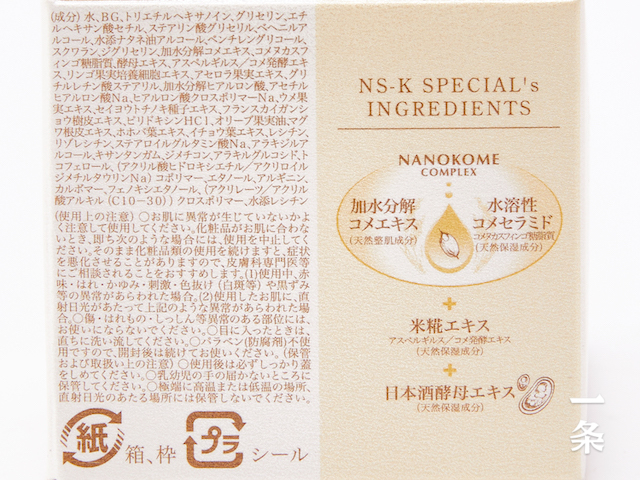 (成分) 水、BG、トリエチルヘキサノイン、グリセリン、エチ
ルヘキサン酸セチル、ステアリン酸グリセリル、ベヘニルア
ルコール、水添ナタネ油アルコール、ペンチレングリコール、
スクワラン、ジグリセリン、加水分解コメエキス、コメヌカスフ
ィンゴ糖脂質、酵母エキス、アスペルギルス/コメ発酵エキ
ス、リンゴ果実培養細胞エキス、アセロラ果実エキス、グリ
チルレチン酸ステアリル、加水分解ヒアルロン酸、アセチル
ヒアルロン酸Na、ヒアルロン酸クロスポリマーNa、ウメ果
実エキス、セイヨウトチノキ種子エキス、フランスカイガンシ
ョウ樹皮エキス、ピリドキシンHCl、オリーブ果実油、マグ
ワ根皮エキス、ホホバ葉エキス、イチョウ葉エキス、レシチン、
リゾレシチン、ステアロイルグルタミン酸Na、アラキジルア
ルコール、キサンタンガム、ジメチコン、アラキルグルコシド、ト
コフェロール、(アクリル酸ヒドロキシエチル/アクリロイル
ジメチルタウリンNa) コポリマー、エタノール、アルギニン、
カルボマー、フェノキシエタノール、(アクリレーツ/アクリル
酸アルキル (C10-30)) クロスポリマー、水添レシチン
(使用上の注意) ○お肌に異常が生じていないかよ
く注意して使用してください。化粧品がお肌に合わな
いとき、即ち次のような場合には、使用を中止してくだ
さい。そのまま化粧品類の使用を続けますと、症状
を悪化させることがありますので、皮膚科専門医等
にご相談されることをおすすめします。(1)使用中、赤
味・はれ・かゆみ・刺激・色抜け (白斑等) や黒ずみ
等の異常があらわれた場合。(2)使用したお肌に、直
射日光があたって上記のような異常があらわれた場
合。○傷・はれもの・しっしん等異常のある部位には、
お使いにならないでください。○目に入ったときは、
直ちに洗い流してください。○パラベン(防腐剤)不使
用ですので、開封後は続けてお使いください。(保管
および取扱い上の注意) ○使用後は必ずしっかり蓋
をしめてください。○乳幼児の手の届かないところに
保管してください。○極端に高温または低温の場所、
直射日光のあたる場所には保管しないでください。
紙
箱、枠
プラ
シール
NS-K SPECIAL's
INGREDIENTS
NANOKOME
COMPLEX
加水分解
コメエキス
(天然整肌成分)
水溶性
コメセラミド
コメヌカスフィンゴ糖脂質
(天然保湿成分)
+
米糀エキス
アスペルギルス/コメ発酵エキス
(天然保湿成分)
+
日本酒酵母エキス
(天然保湿成分)
一条